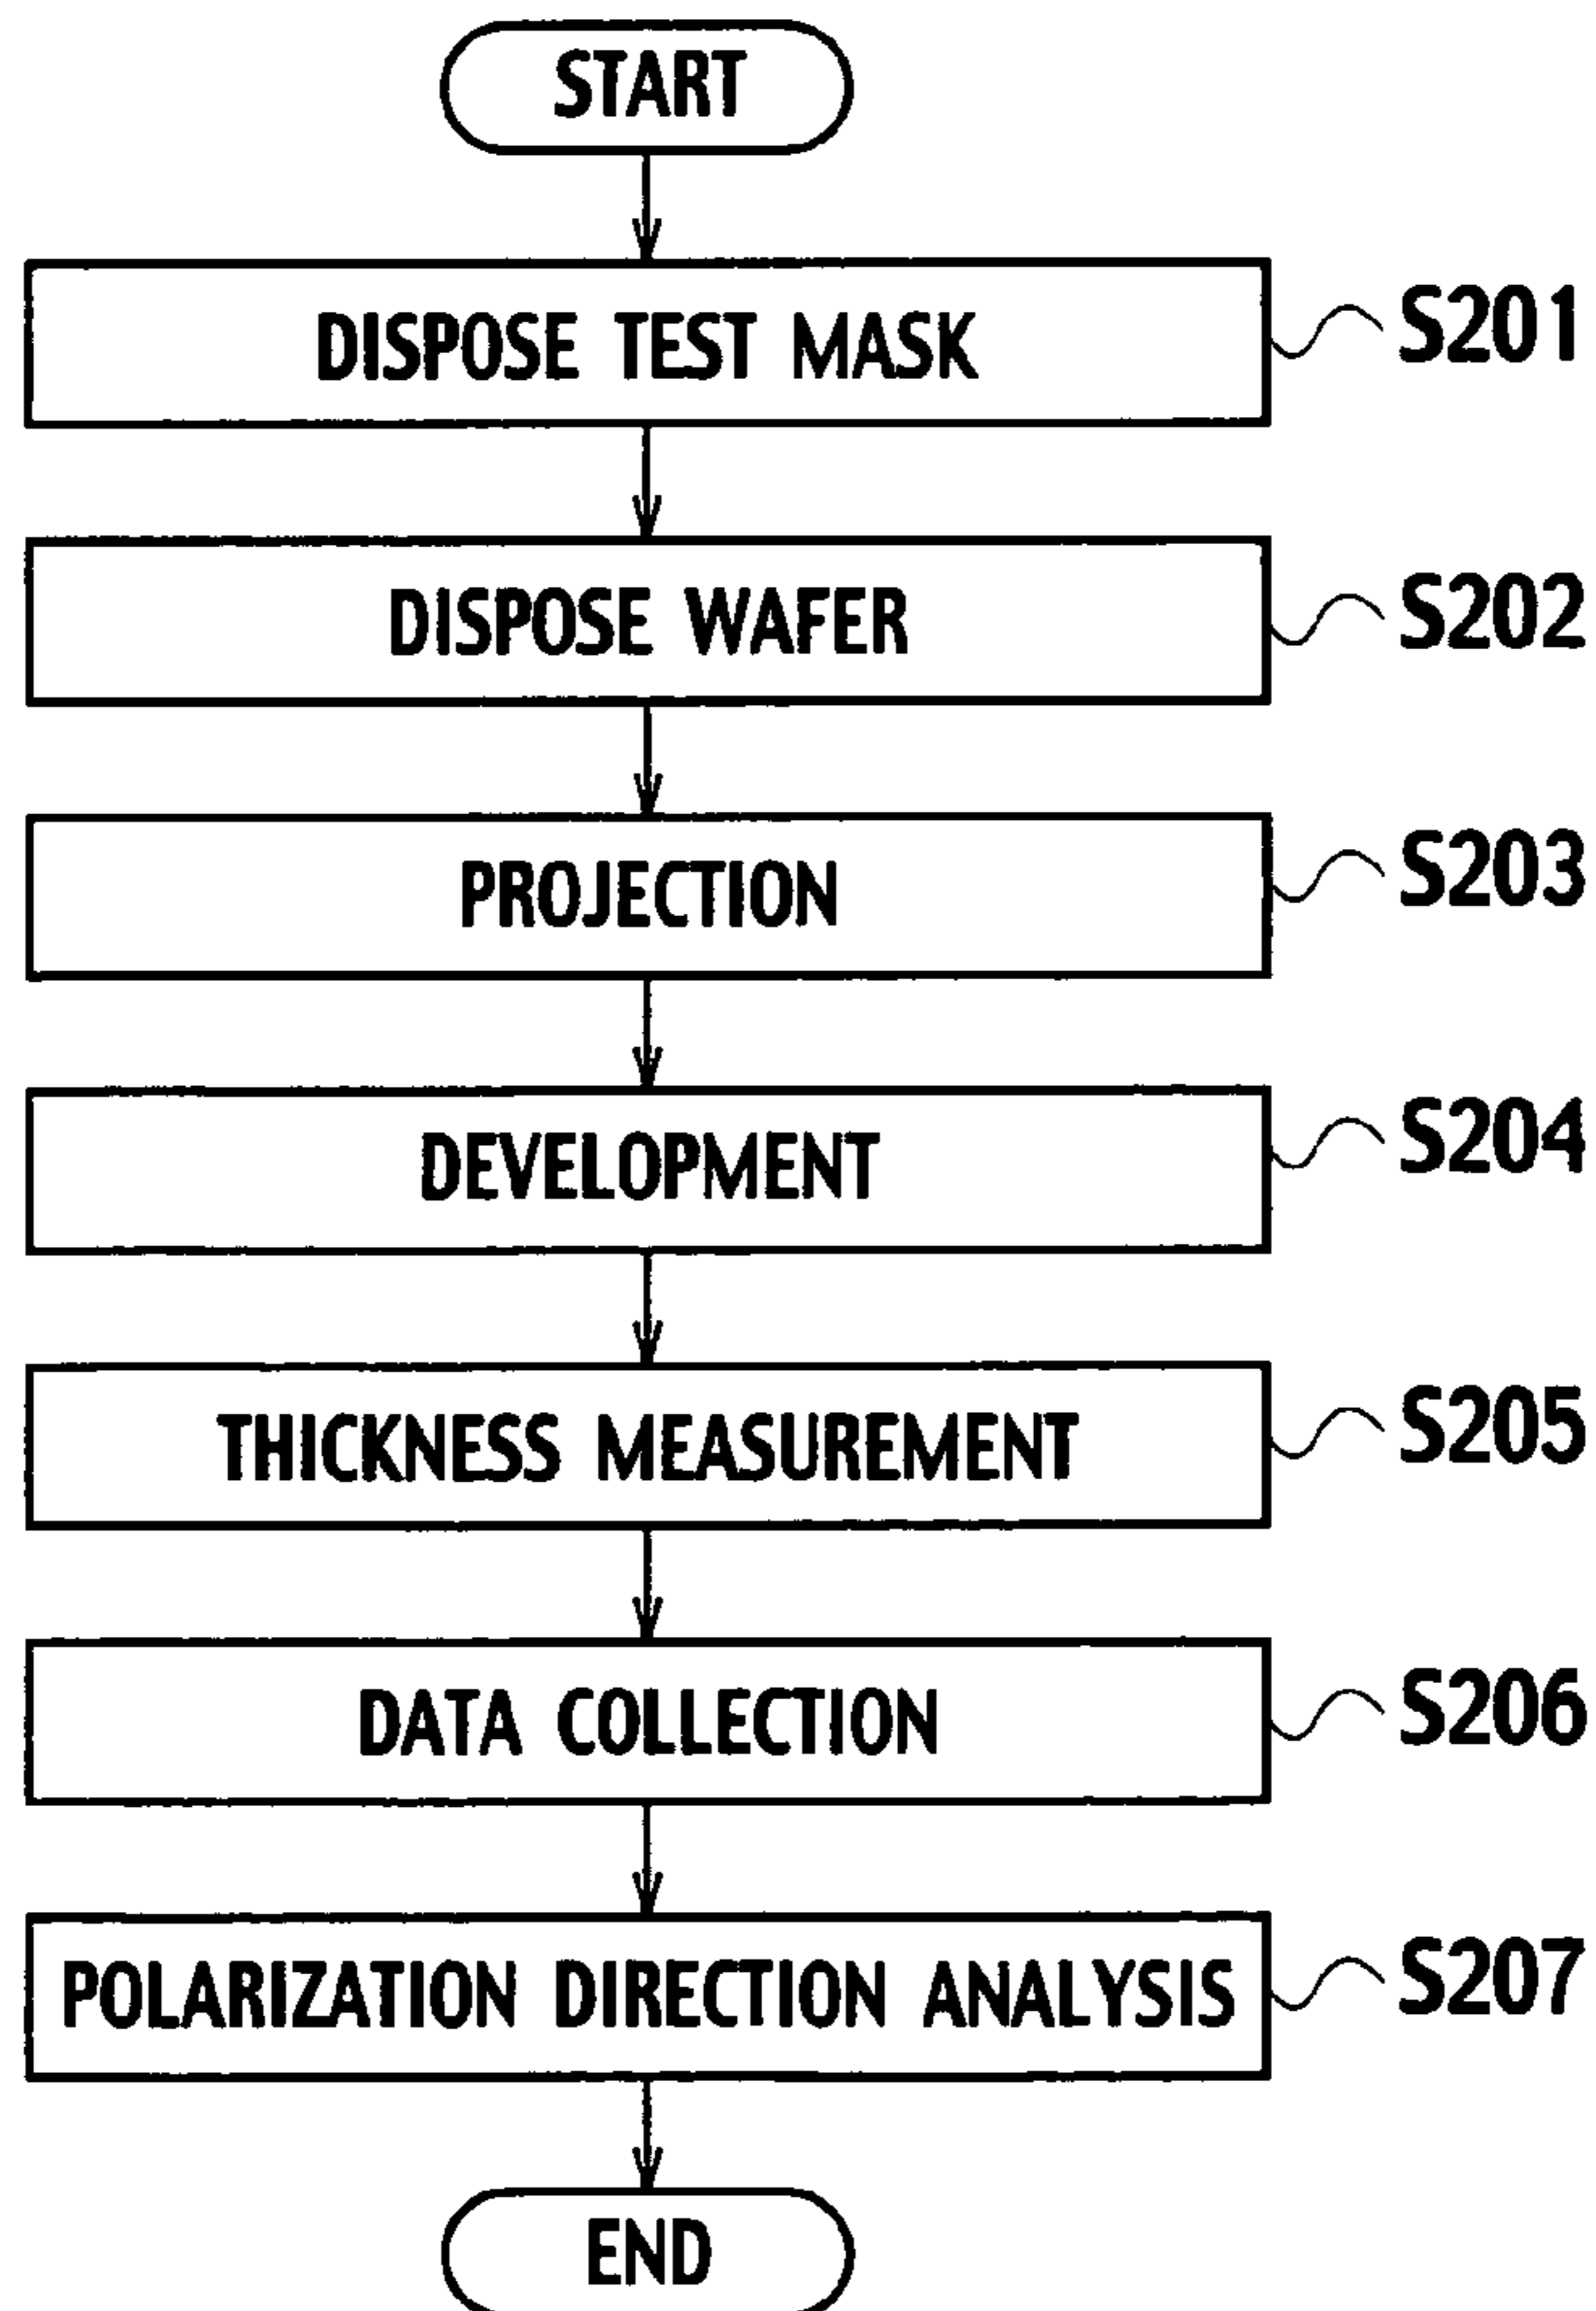 START
DISPOSE TEST MASK
S201
DISPOSE WAFER
S202
PROJECTION
S203
DEVELOPMENT
S204
THICKNESS MEASUREMENT
S205
DATA COLLECTION
S206
POLARIZATION DIRECTION ANALYSIS
S207
END